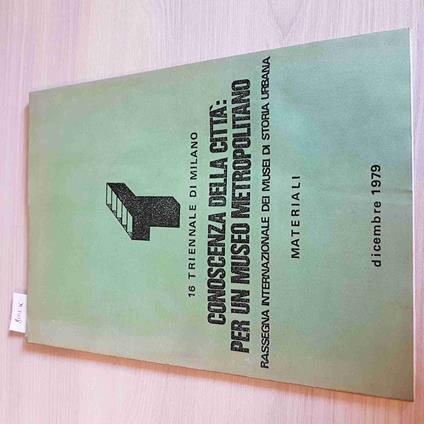 16 TRIENNALE DI MILANO
CONOSCENZA DELLA CITTÀ:
PER UN MUSEO METROPOLITANO
RASSEGNA INTERNAZIONALE DEI MUSEI DI STORIA URBANA
MATERIALI
dicembre 1979